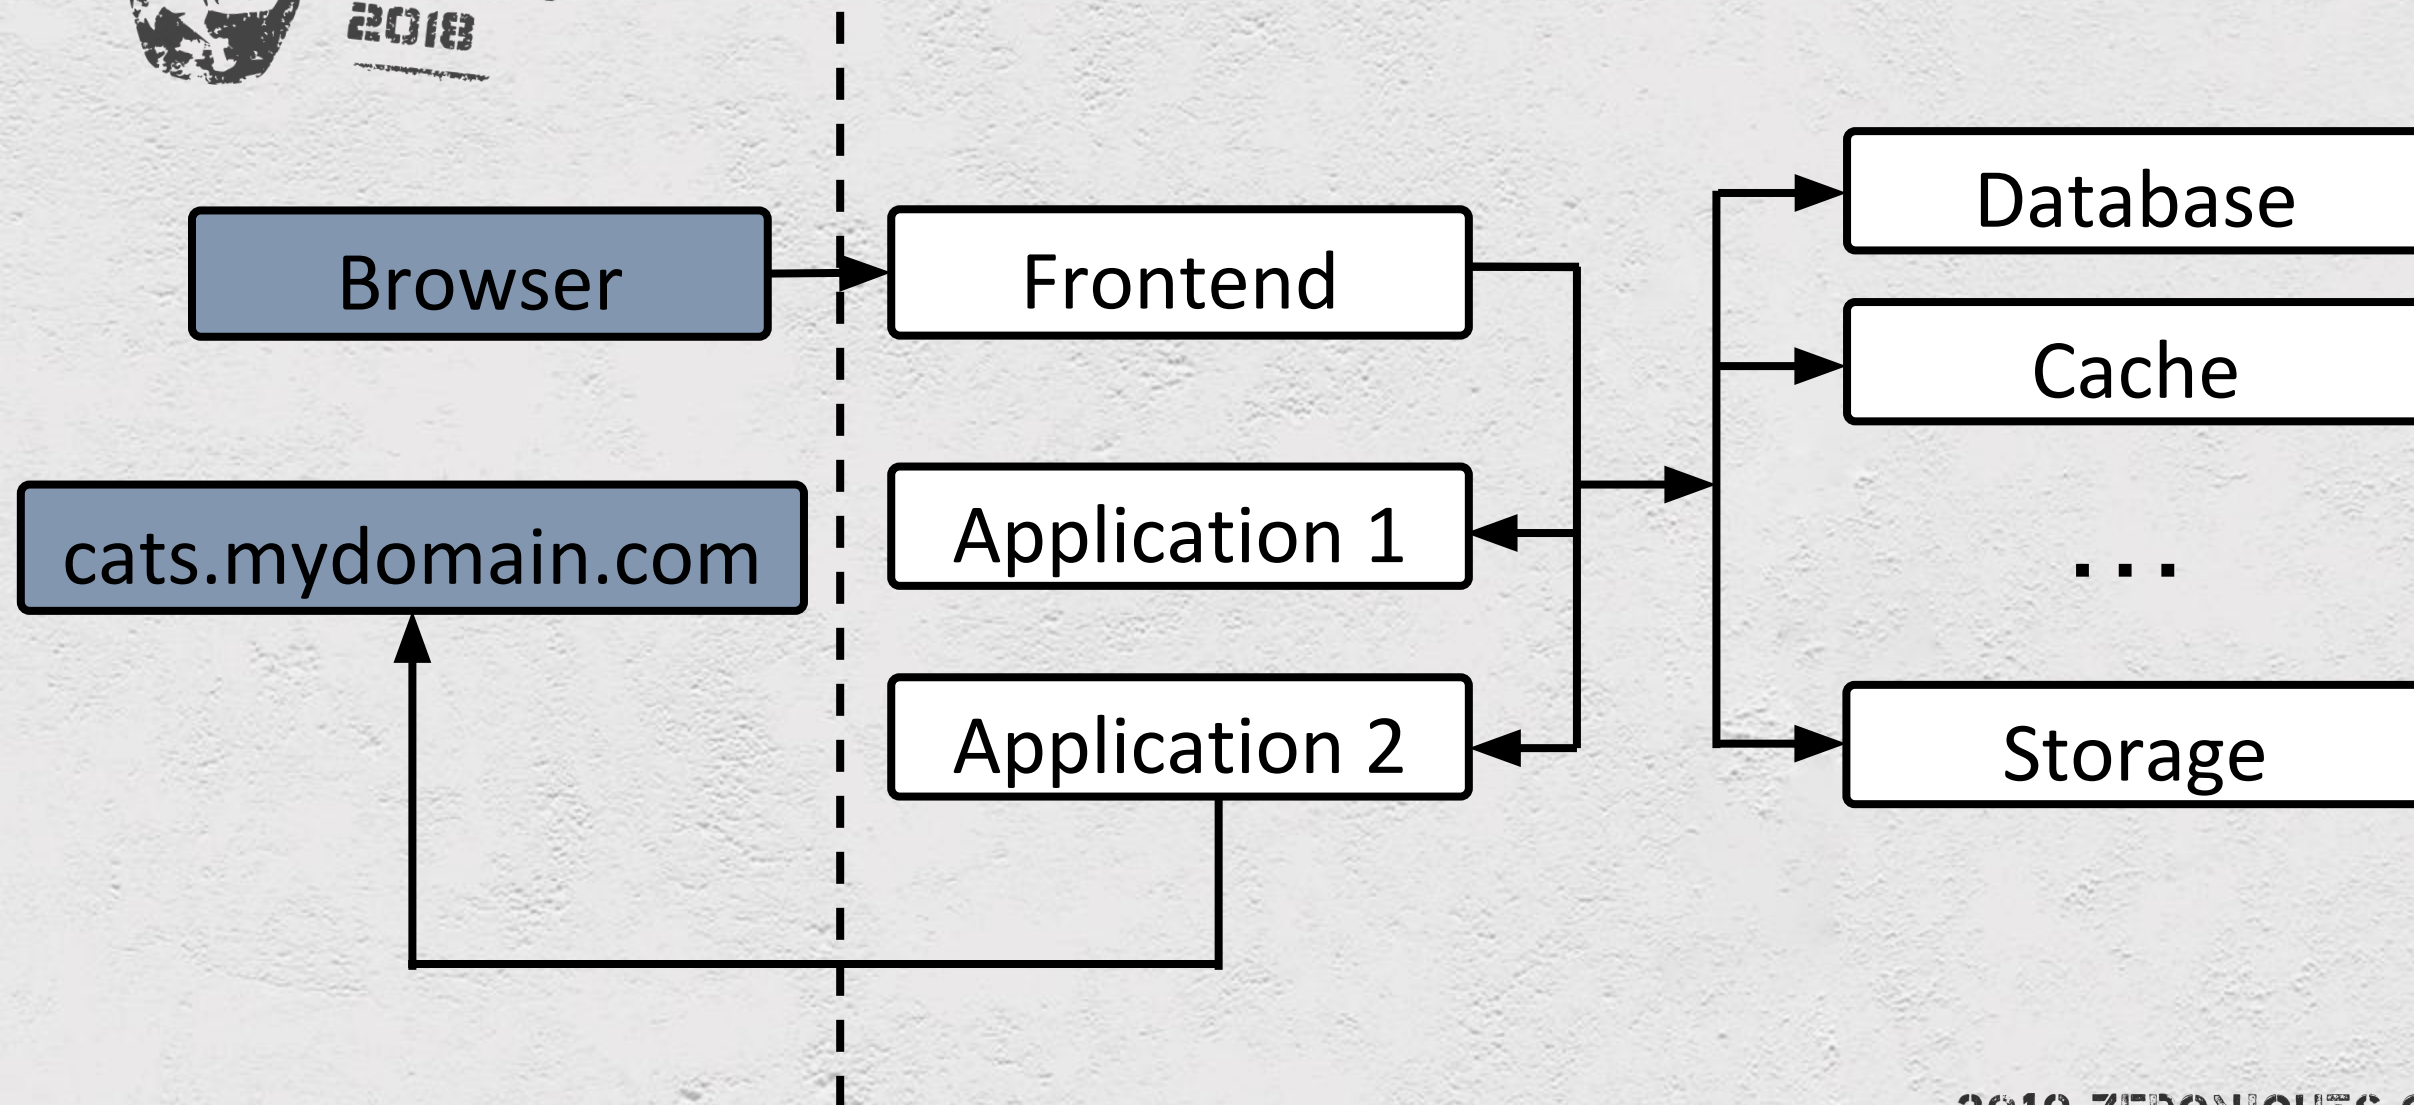 2018
Browser
Frontend
Database
Cache
cats.mydomain.com
Application 1
...
Application 2
Storage